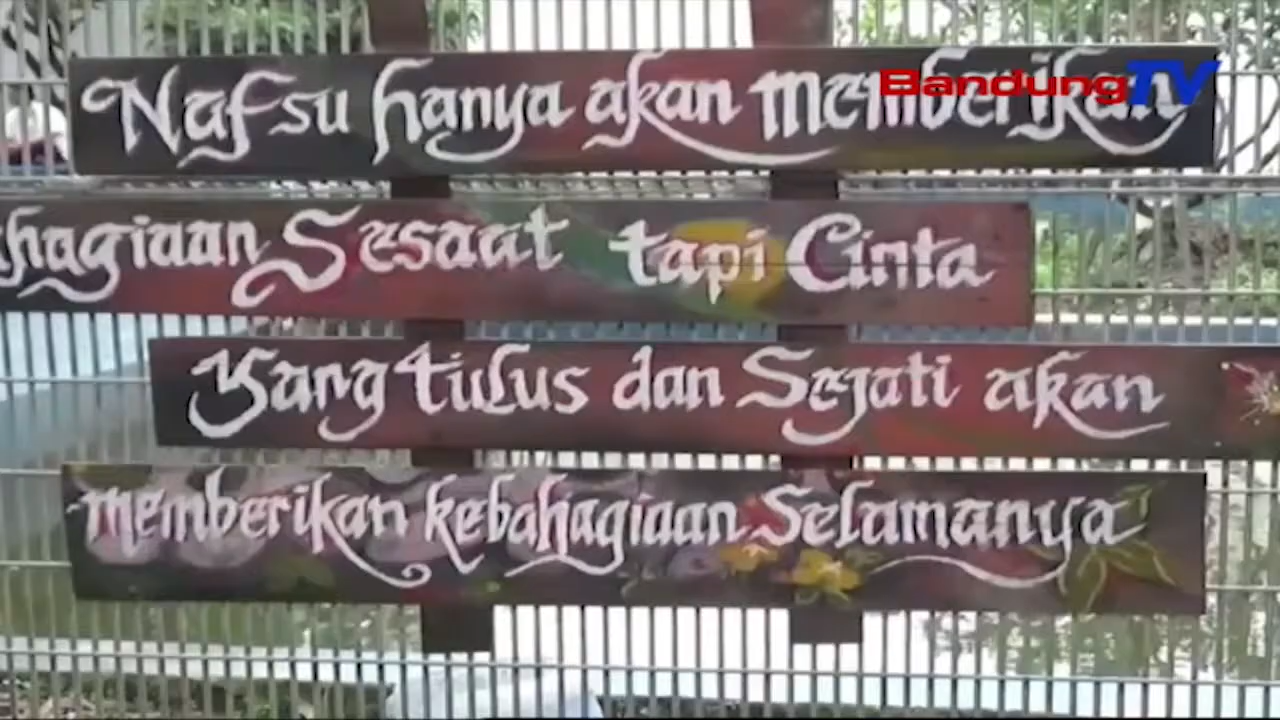 Nafsu hanya akan memberikan
BandungTV
hagiaan Sesaat tapi Cinta
Yang tulus dan Sejati akan
memberikan kebahagiaan Selamanya